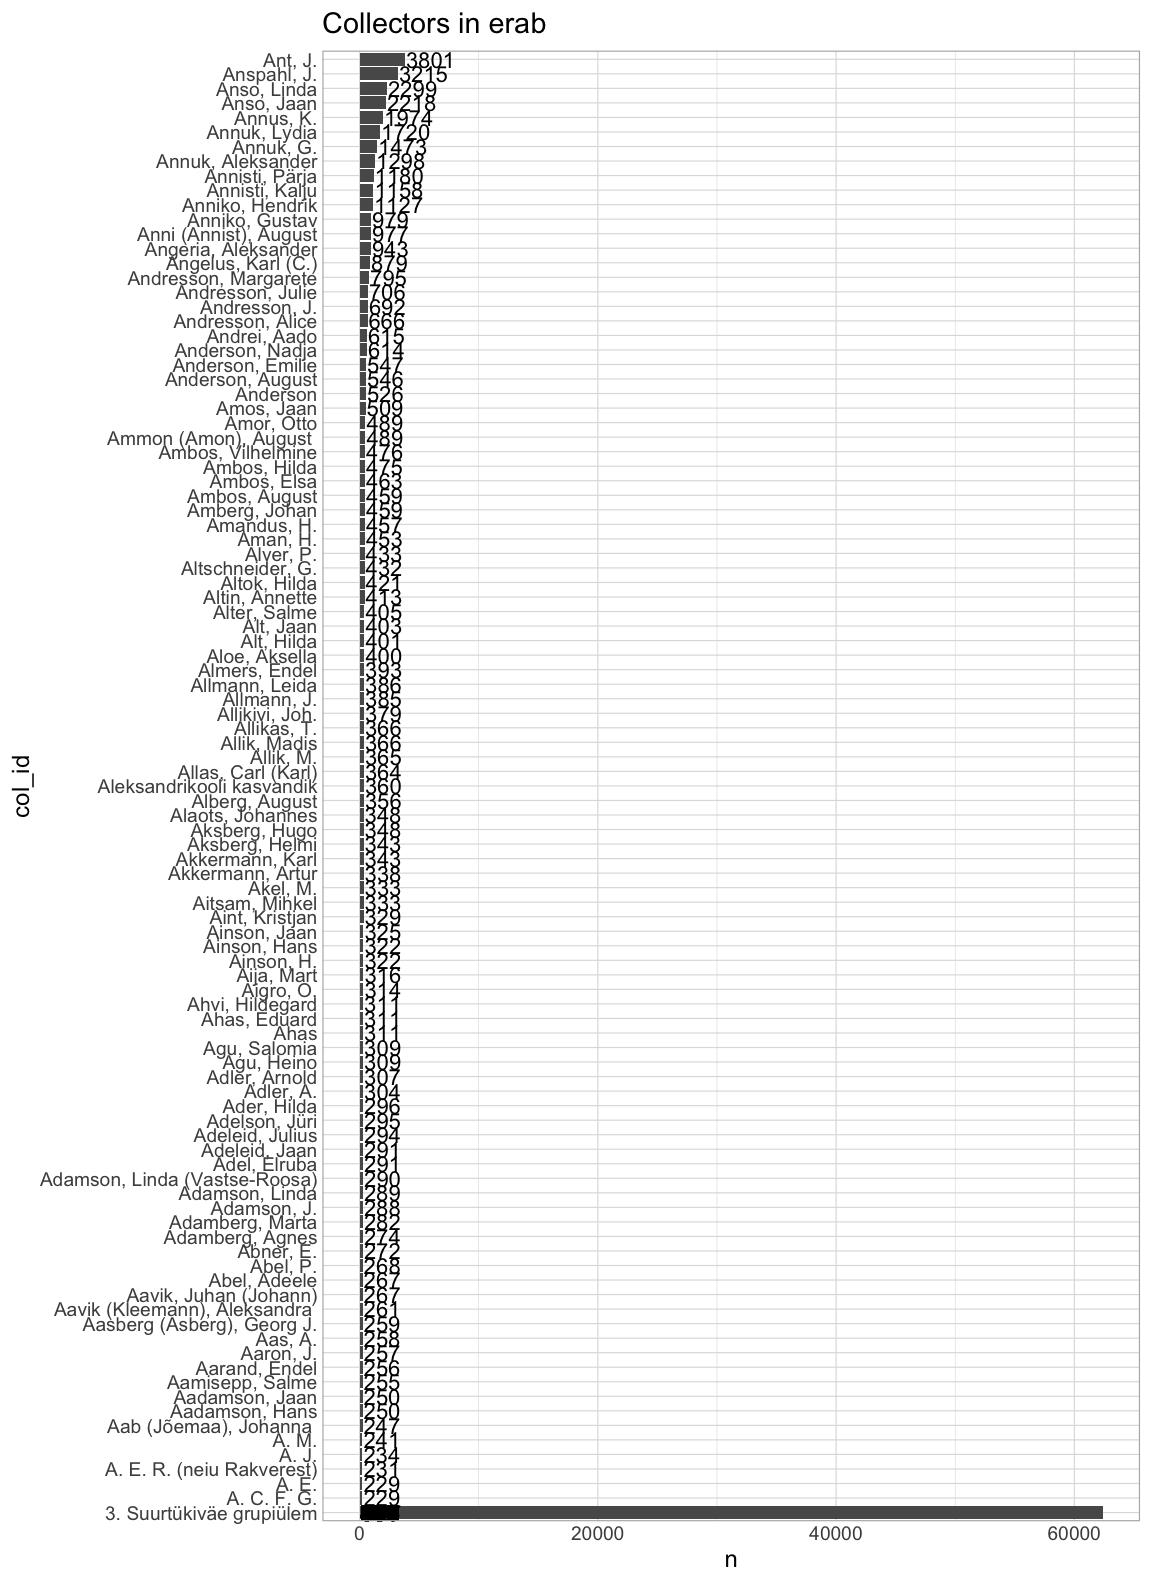 Collectors in erab
Ant, J. 3801
Anspahl, J. 3215
Anso, Linda 2299
Anso, Jaan 2218
Annus, K. 1974
Annuk, Lydia 1720
Annuk, G. 1473
Annuk, Aleksander 1298
Annisti, Pärja 1180
Annisti, Kalju 1158
Anniko, Hendrik 1127
Anniko, Gustav 979
Anni (Annist), August 977
Angeria, Aleksander 943
Angelus, Karl (C.) 879
Andresson, Margarete 795
Andresson, Julie 706
Andresson, J. 692
Andresson, Alice 666
Andrei, Aado 615
Anderson, Nadja 614
Anderson, Emilie 547
Anderson, August 546
Anderson 526
Amos, Jaan 509
Amor, Otto 489
Ammon (Amon), August 489
Ambos, Vilhelmine 476
Ambos, Hilda 475
Ambos, Elsa 463
Ambos, August 459
Amberg, Johan 459
Amandus, H. 457
Aman, H. 453
Alver, P. 433
Altschneider, G. 432
Altok, Hilda 421
Altin, Annette 413
Alter, Salme 405
Alt, Jaan 403
Alt, Hilda 401
Aloe, Aksella 400
Almers, Endel 393
Allmann, Leida 386
Allmann, J. 385
Allikivi, Joh. 379
Allikas, T. 366
Allik, Madis 366
Allik, M. 365
Allas, Carl (Karl) 364
Aleksandrikooli kasvandik 360
Alberg, August 356
Alaots, Johannes 348
Aksberg, Hugo 348
Aksberg, Helmi 343
Akkermann, Karl 343
Akkermann, Artur 338
Akel, M. 333
Aitsam, Mihkel 333
Aint, Kristjan 329
Ainson, Jaan 325
Ainson, Hans 322
Ainson, H. 322
Aija, Mart 316
Aigro, O. 314
Ahvi, Hildegard 311
Ahas, Eduard 311
Ahas 311
Agu, Salomia 309
Agu, Heino 309
Adler, Arnold 307
Adler, A. 304
Ader, Hilda 296
Adelson, Jüri 295
Adeleid, Julius 294
Adeleid, Jaan 291
Adel, Elruba 291
Adamson, Linda (Vastse-Roosa) 290
Adamson, Linda 289
Adamson, J. 288
Adamberg, Marta 282
Adamberg, Agnes 274
Abner, E. 272
Abel, P. 268
Abel, Adeele 267
Aavik, Juhan (Johann) 267
Aavik (Kleemann), Aleksandra 261
Aasberg (Asberg), Georg J. 259
Aas, A. 258
Aaron, J. 257
Aarand, Endel 256
Aamisepp, Salme 255
Aadamson, Jaan 250
Aadamson, Hans 250
Aab (Jõemaa), Johanna 247
A. M. 241
A. J. 234
A. E. R. (neiu Rakverest) 231
A. E. 229
A. C. F. G. 229
3. Suurtükiväe grupiülem
0 20000 40000 60000
n
col_id